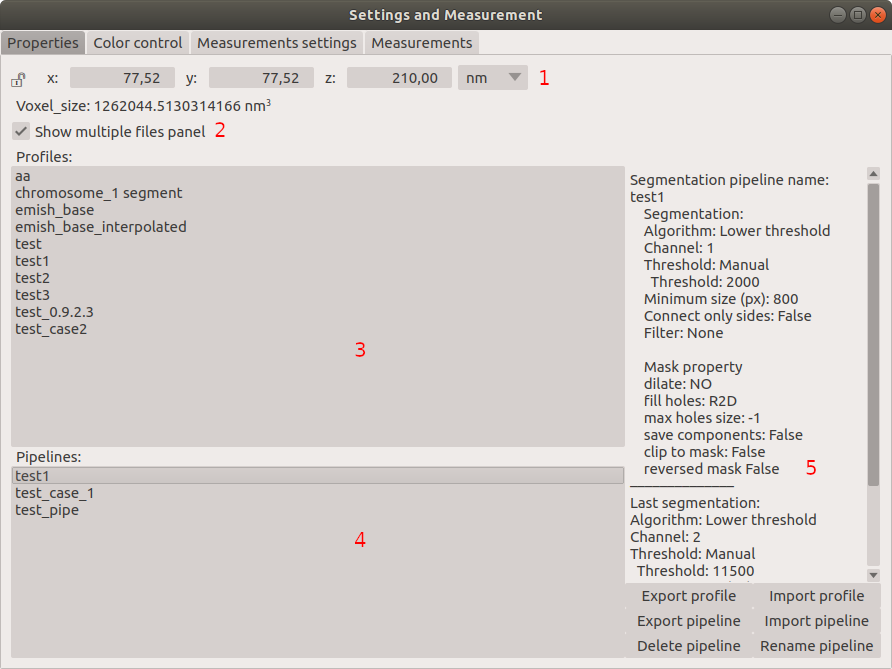 Settings and Measurement
Properties Color control Measurements settings Measurements
x: 77,52 y: 77,52 z: 210,00 nm 1
Voxel_size: 1262044.5130314166 nm³
Show multiple files panel 2
Profiles:
aa
chromosome_1 segment
emish_base
emish_base_interpolated
test
test1
test2
test3
test_0.9.2.3
test_case2
3
Pipelines:
test1
test_case_1
test_pipe
4
Segmentation pipeline name:
test1
Segmentation:
Algorithm: Lower threshold
Channel: 1
Threshold: Manual
Threshold: 2000
Minimum size (px): 800
Connect only sides: False
Filter: None
Mask property
dilate: NO
fill holes: R2D
max holes size: -1
save components: False
clip to mask: False
reversed mask False 5
Last segmentation:
Algorithm: Lower threshold
Channel: 2
Threshold: Manual
Threshold: 11500
Export profile Import profile
Export pipeline Import pipeline
Delete pipeline Rename pipeline